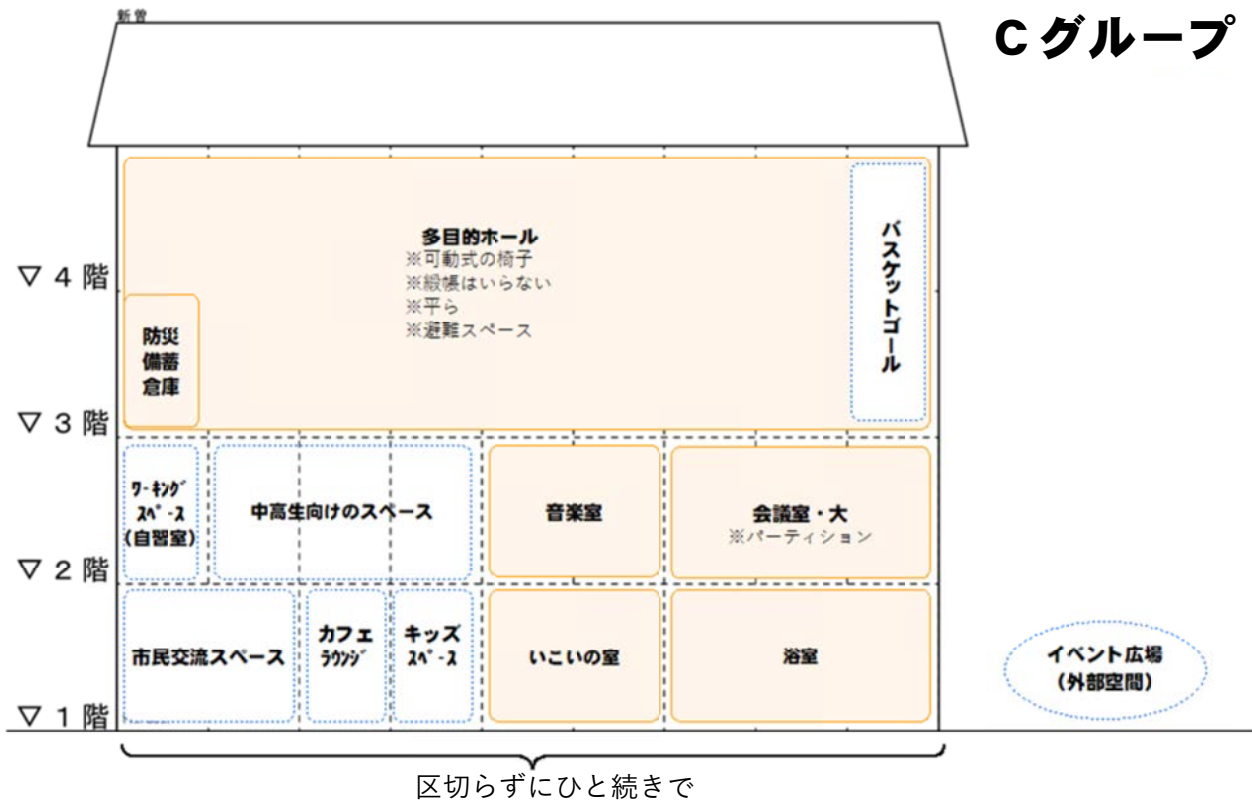 新曽
Cグループ
多目的ホール
※可動式の椅子
※緞帳はいらない
※平ら
※避難スペース
バスケットゴール
▽4階
防災
備蓄
倉庫
▽3階
ﾜｰｷﾝｸﾞ
ｽﾍﾟｰｽ
(自習室)
中高生向けのスペース
音楽室
会議室・大
※パーティション
▽2階
市民交流スペース
カフェ
ﾗｳﾝｼﾞ
キッズ
ｽﾍﾟｰｽ
いこいの室
浴室
イベント広場
(外部空間)
▽1階
区切らずにひと続きで